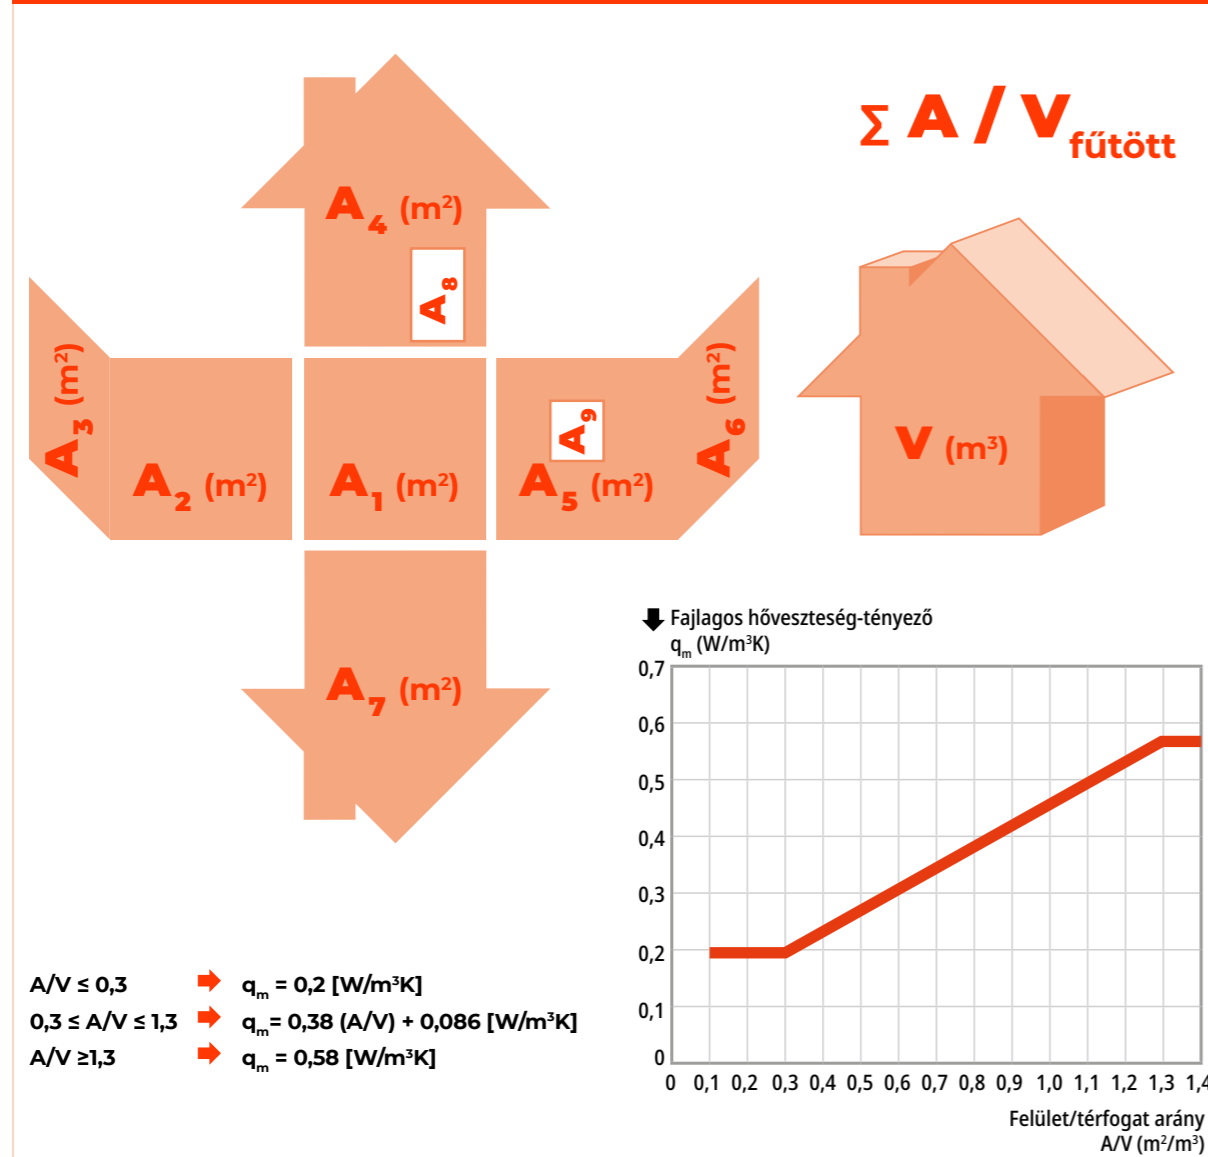 ∑ A / V fűtött
A₄ (m²)
A₈
A₃ (m²)
A₂ (m²)
A₁ (m²)
A₉
A₅ (m²)
A₆ (m²)
V (m³)
A₇ (m²)
Fajlagos hőveszteség-tényező
qₘ (W/m³K)
0,7
0,6
0,5
0,4
0,3
0,2
0,1
0
0 0,1 0,2 0,3 0,4 0,5 0,6 0,7 0,8 0,9 1,0 1,1 1,2 1,3 1,4
Felület/térfogat arány
A/V (m²/m³)
A/V ≤ 0,3 qₘ = 0,2 [W/m³K]
0,3 ≤ A/V ≤ 1,3 qₘ= 0,38 (A/V) + 0,086 [W/m³K]
A/V ≥1,3 qₘ = 0,58 [W/m³K]